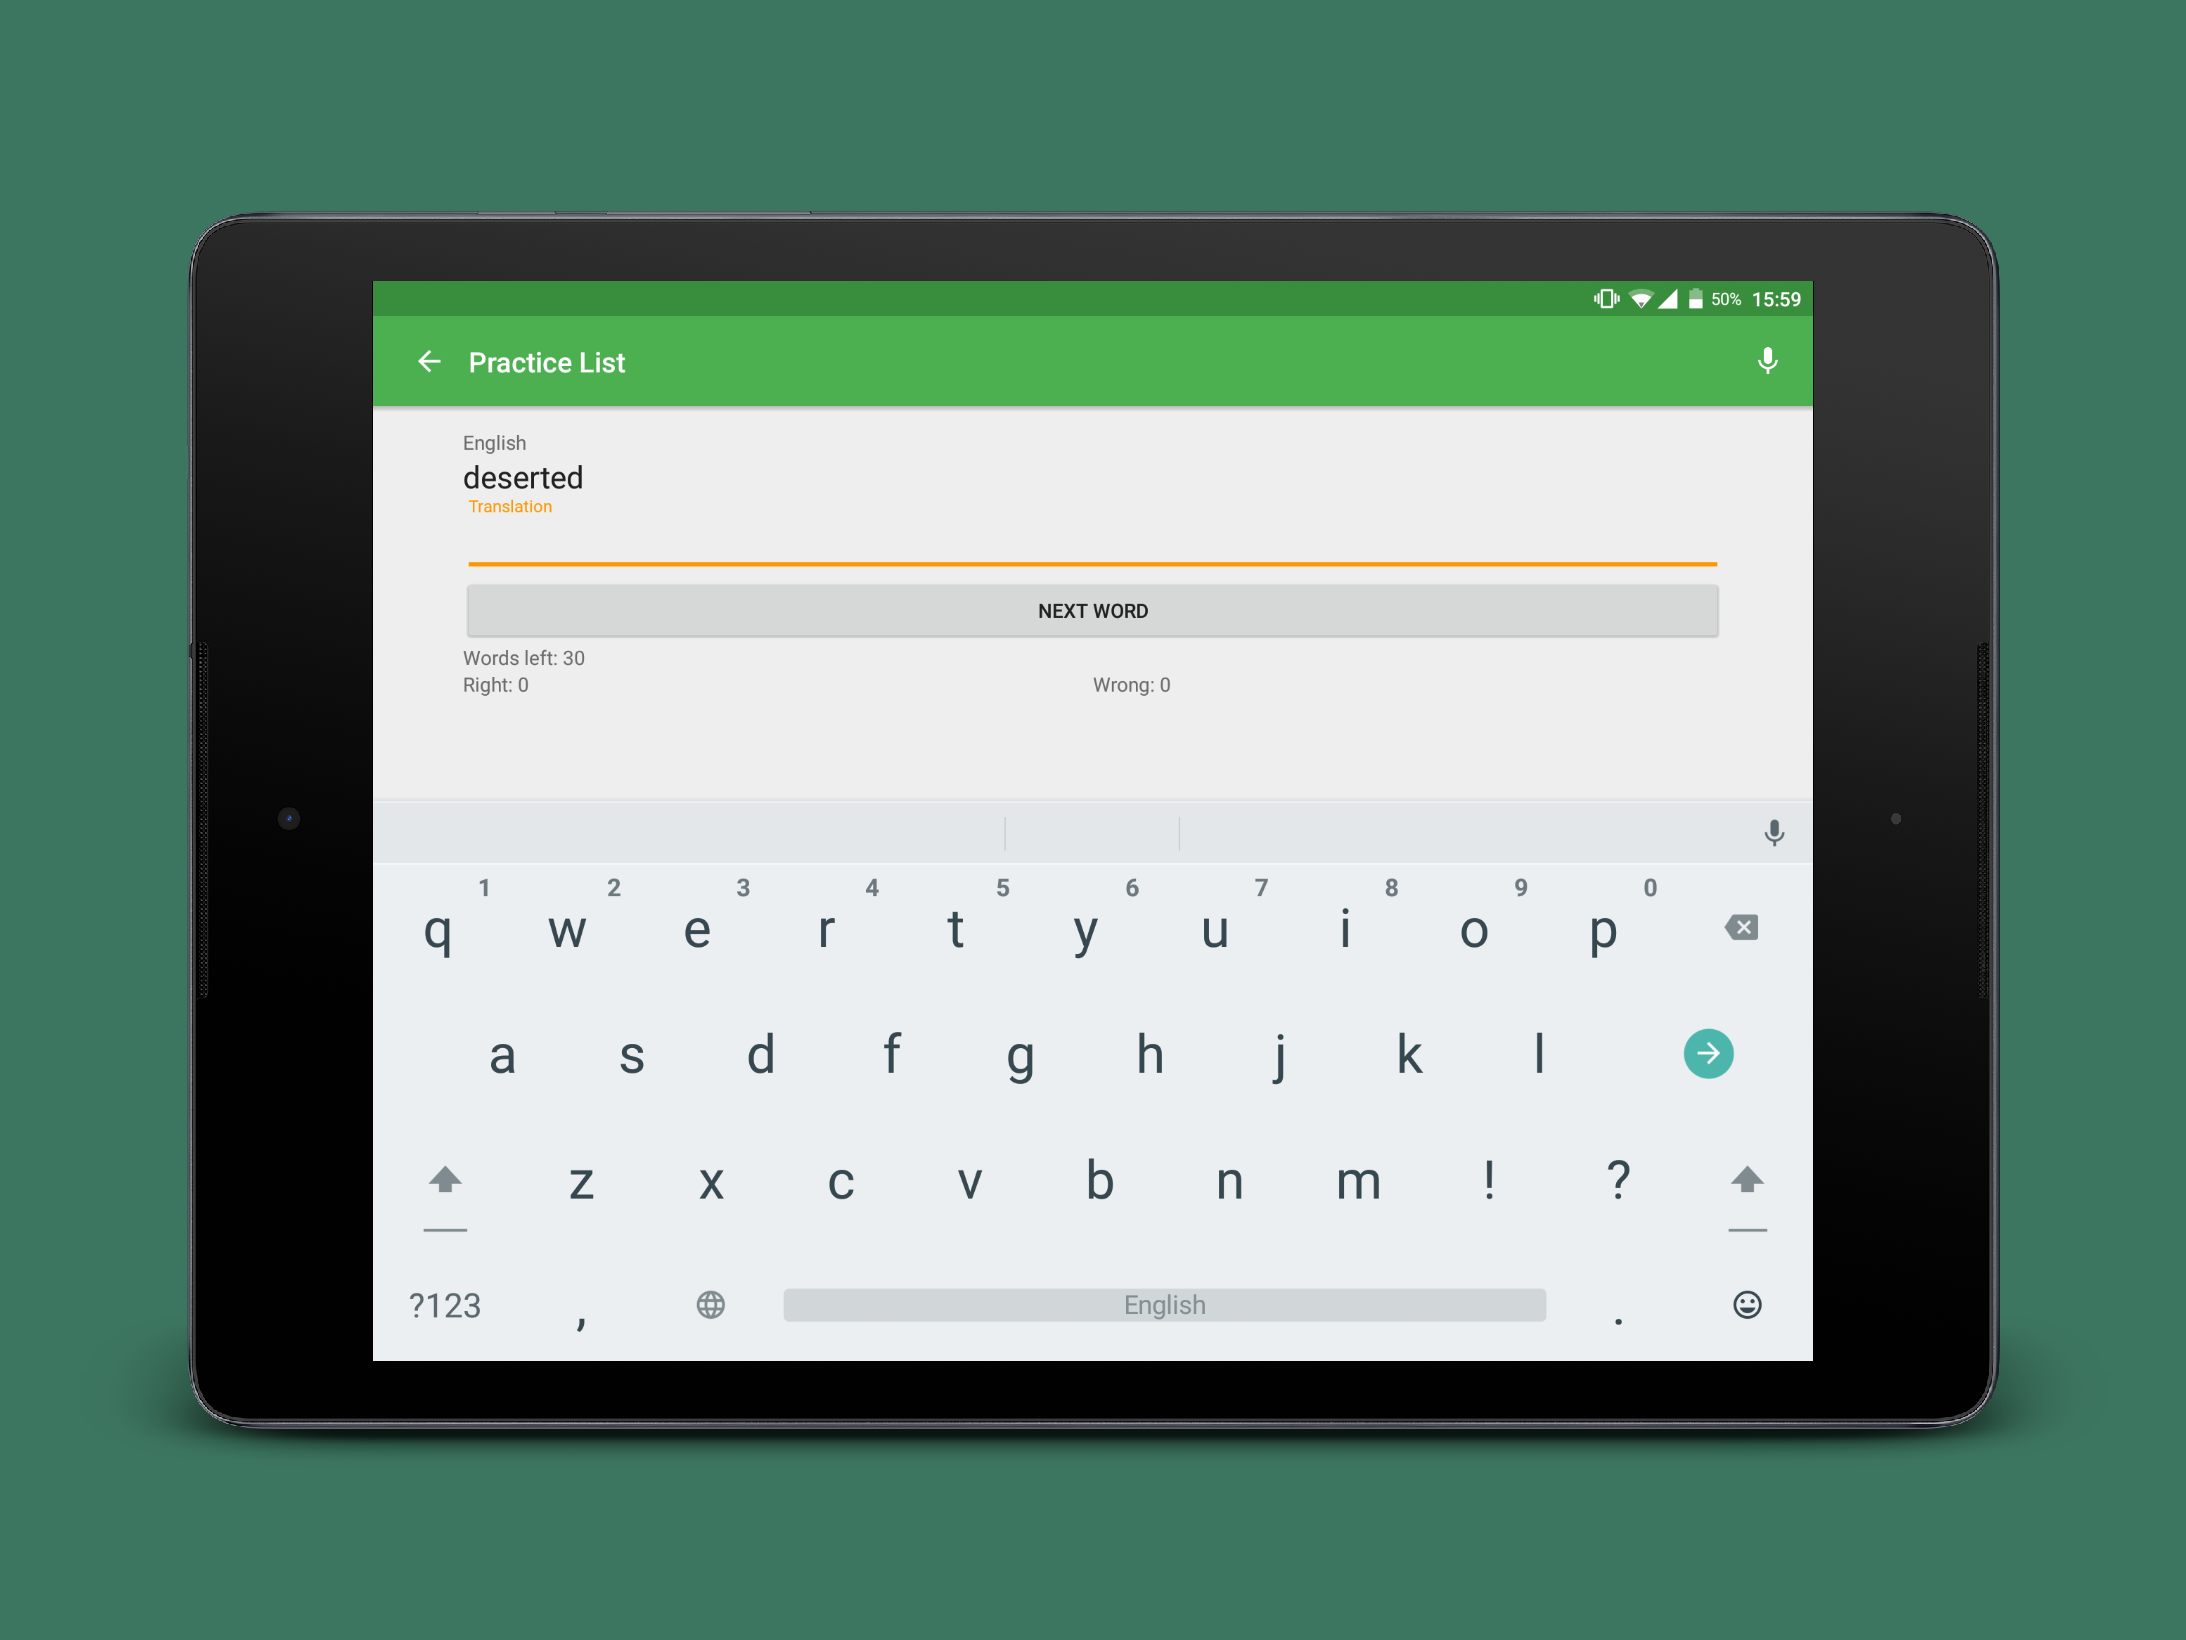 50% 15:59
Practice List
English
deserted
Translation
NEXT WORD
Words left: 30
Right: 0 Wrong: 0
1 2 3 4 5 6 7 8 9 0
q w e r t y u i o p
a s d f g h j k l
z x c v b n m ! ?
?123 , English .